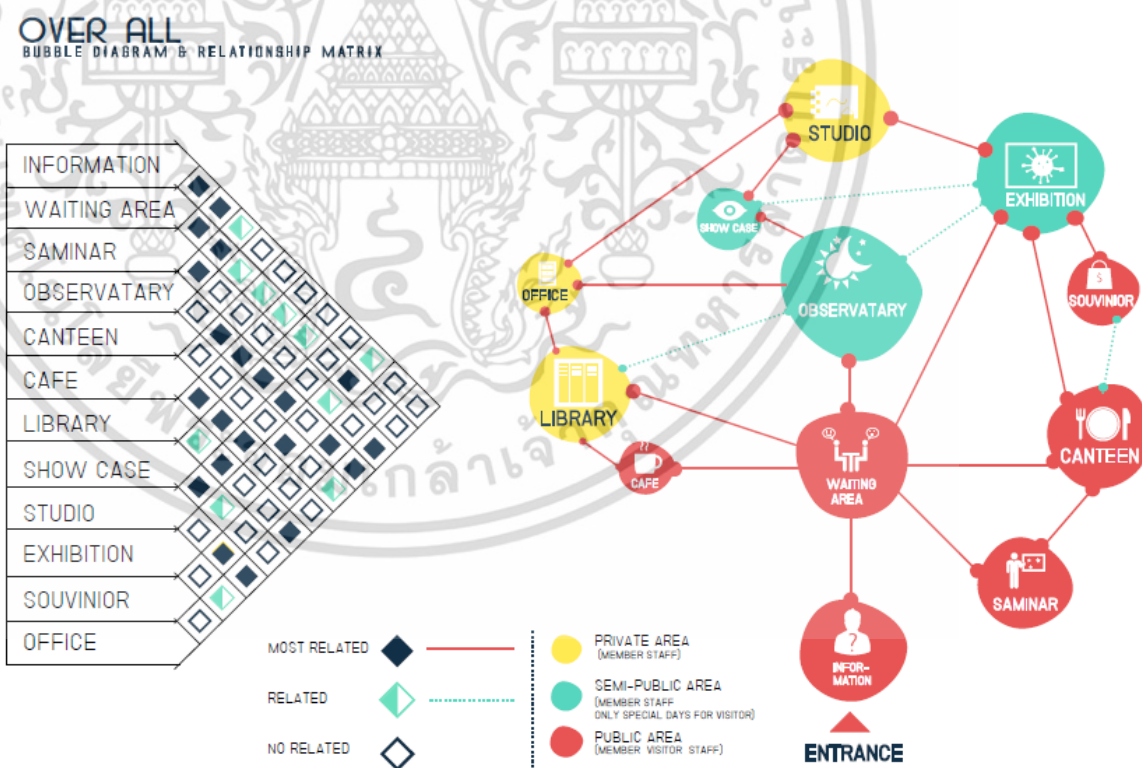 OVER ALL
BUBBLE DIAGRAM & RELATIONSHIP MATRIX
INFORMATION
WAITING AREA
SAMINAR
OBSERVATARY
CANTEEN
CAFE
LIBRARY
SHOW CASE
STUDIO
EXHIBITION
SOUVINIOR
OFFICE
STUDIO
EXHIBITION
SHOW CASE
OFFICE
OBSERVATARY
$
SOUVINIOR
LIBRARY
CANTEEN
CAFE
WAITING
AREA
SAMINAR
?
INFOR-
MATION
ENTRANCE
MOST RELATED
RELATED
NO RELATED
PRIVATE AREA
(MEMBER STAFF)
SEMI-PUBLIC AREA
(MEMBER STAFF
ONLY SPECIAL DAYS FOR VISITOR)
PUBLIC AREA
(MEMBER VISITOR STAFF)